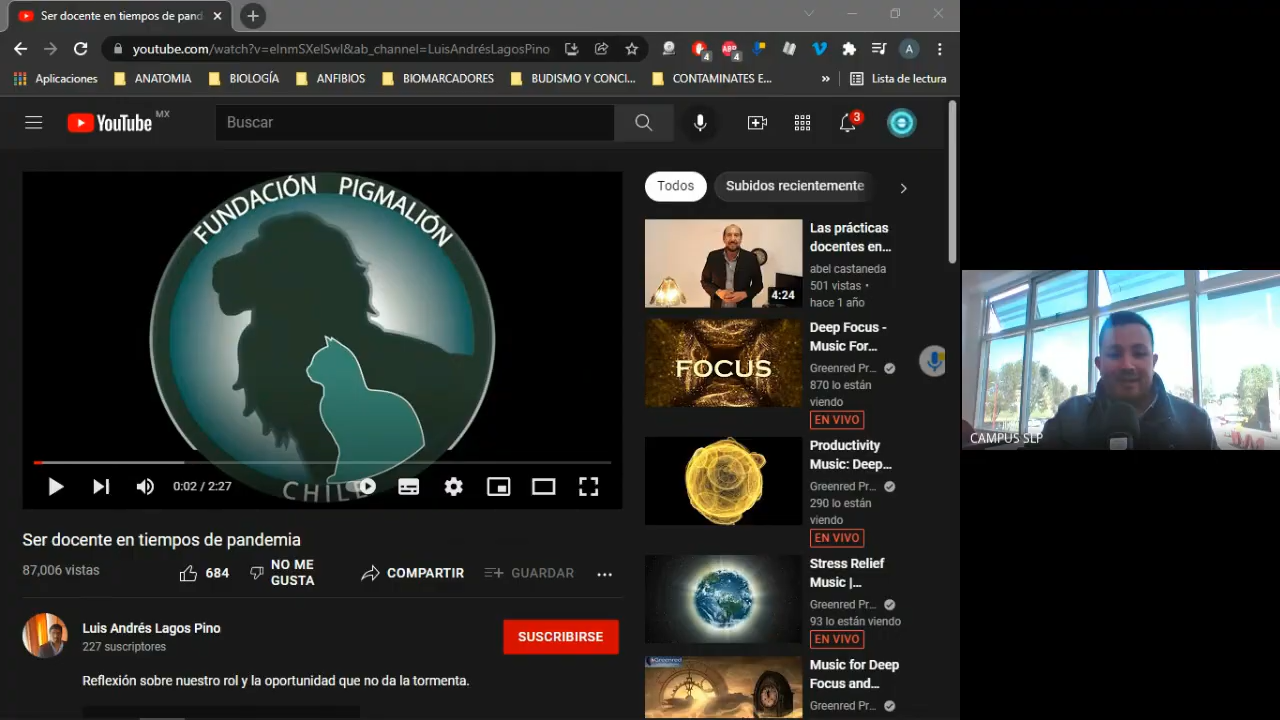 Ser docente en tiempos de pand
youtube.com/watch?v=elnmSXelSwI&ab_channel=LuisAndrésLagosPino
4
ABP
4
A
Aplicaciones
ANATOMIA
BIOLOGÍA
ANFIBIOS
BIOMARCADORES
BUDISMO Y CONCI...
CONTAMINATES E...
»
Lista de lectura
YouTube MX
Buscar
3
FUNDACIÓN PIGMALIÓN
CHILE
0:02 / 2:27
Ser docente en tiempos de pandemia
87,006 vistas
684
NO ME
GUSTA
COMPARTIR
GUARDAR
Luis Andrés Lagos Pino
227 suscriptores
SUSCRIBIRSE
Reflexión sobre nuestro rol y la oportunidad que no da la tormenta.
Todos
Subidos recientemente
4:24
Las prácticas
docentes en...
abel castaneda
501 vistas •
hace 1 año
FOCUS
Deep Focus -
Music For...
Greenred Pr...
870 lo están
viendo
EN VIVO
Productivity
Music: Deep...
Greenred Pr...
290 lo están
viendo
EN VIVO
Stress Relief
Music |...
Greenred Pr...
93 lo están viendo
EN VIVO
Greenred
Music for Deep
Focus and...
Greenred Pr...
CAMPUS SLP